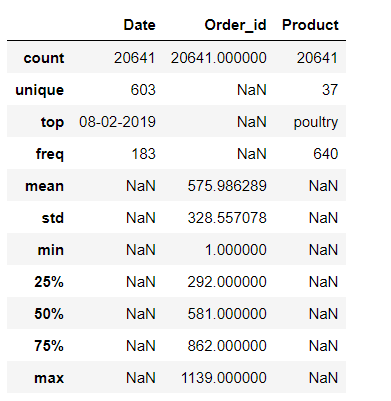 Date Order_id Product
count 20641 20641.000000 20641
unique 603 NaN 37
top 08-02-2019 NaN poultry
freq 183 NaN 640
mean NaN 575.986289 NaN
std NaN 328.557078 NaN
min NaN 1.000000 NaN
25% NaN 292.000000 NaN
50% NaN 581.000000 NaN
75% NaN 862.000000 NaN
max NaN 1139.000000 NaN